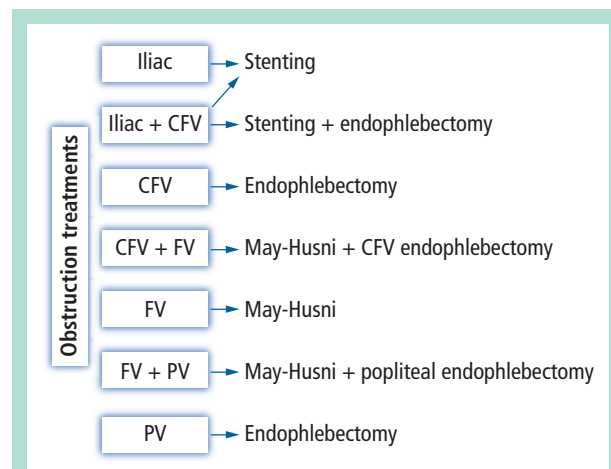 Obstruction treatments
Iliac
Stenting
Iliac + CFV
Stenting + endophlebectomy
CFV
Endophlebectomy
CFV + FV
May-Husni + CFV endophlebectomy
FV
May-Husni
FV + PV
May-Husni + popliteal endophlebectomy
PV
Endophlebectomy